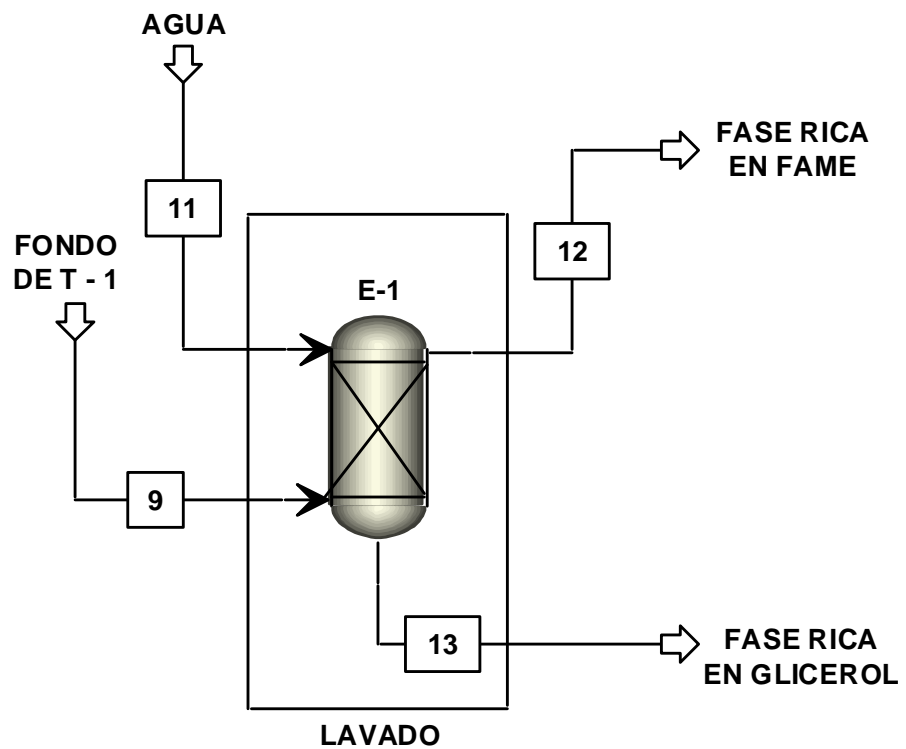 AGUA
11
FONDO
DE T - 1
9
E-1
12
FASE RICA
EN FAME
13
FASE RICA
EN GLICEROL
LAVADO